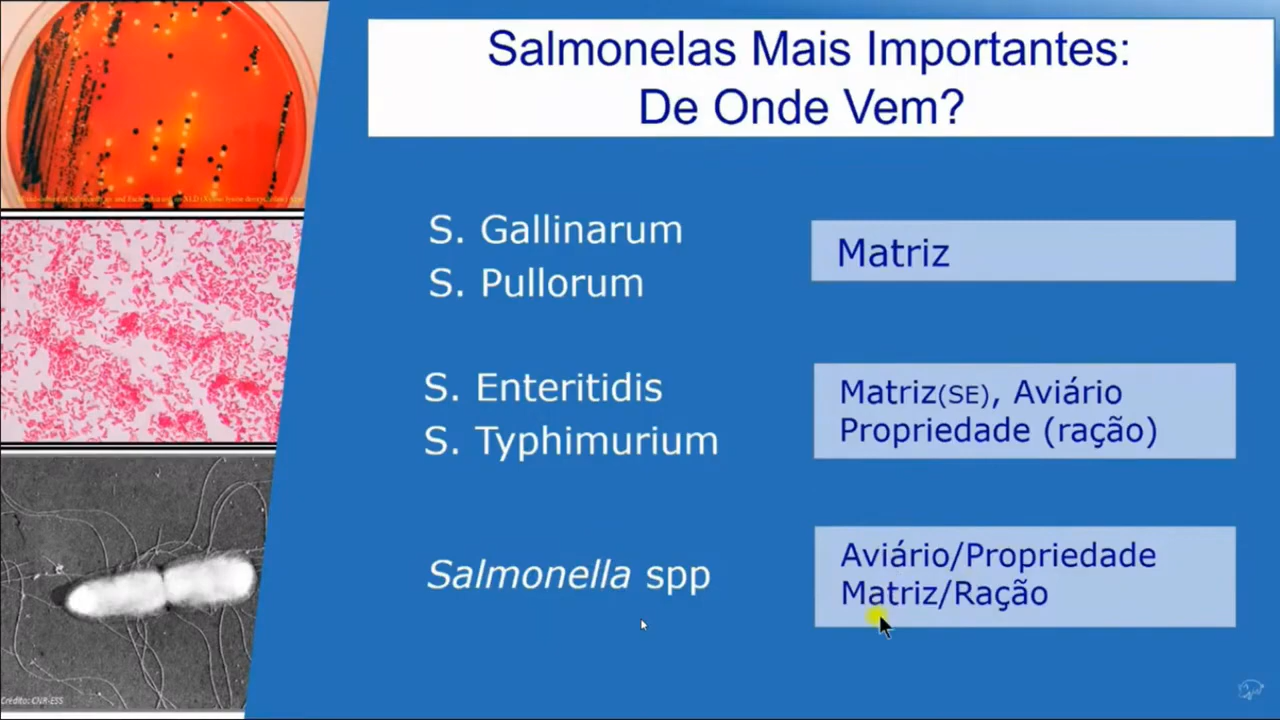 Salmonelas Mais Importantes:
De Onde Vem?
S. Gallinarum
S. Pullorum
Matriz
S. Enteritidis
S. Typhimurium
Matriz(SE), Aviário
Propriedade (ração)
Salmonella spp
Aviário/Propriedade
Matriz/Ração
Crédito: CNR-ESS